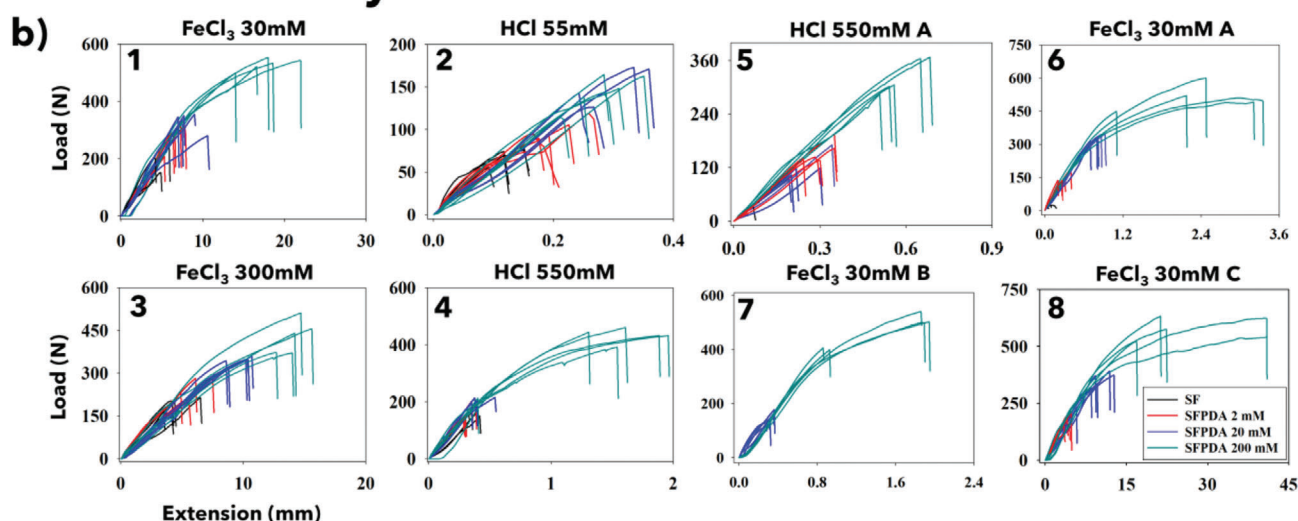 b)
FeCl₃ 30mM
HCl 55mM
HCl 550mM A
FeCl₃ 30mM A
1
2
5
6
Load (N)
600
400
200
0
0 10 20 30
200
150
100
50
0
0.0 0.2 0.4
360
240
120
0
0.0 0.3 0.6 0.9
750
600
450
300
150
0
0.0 1.2 2.4 3.6
FeCl₃ 300mM
HCl 550mM
FeCl₃ 30mM B
FeCl₃ 30mM C
3
4
7
8
Load (N)
600
450
300
150
0
0 10 20
600
400
200
0
0 1 2
600
400
200
0
0.0 0.8 1.6 2.4
750
500
250
0
0 15 30 45
SF
SFPDA 2 mM
SFPDA 20 mM
SFPDA 200 mM
Extension (mm)